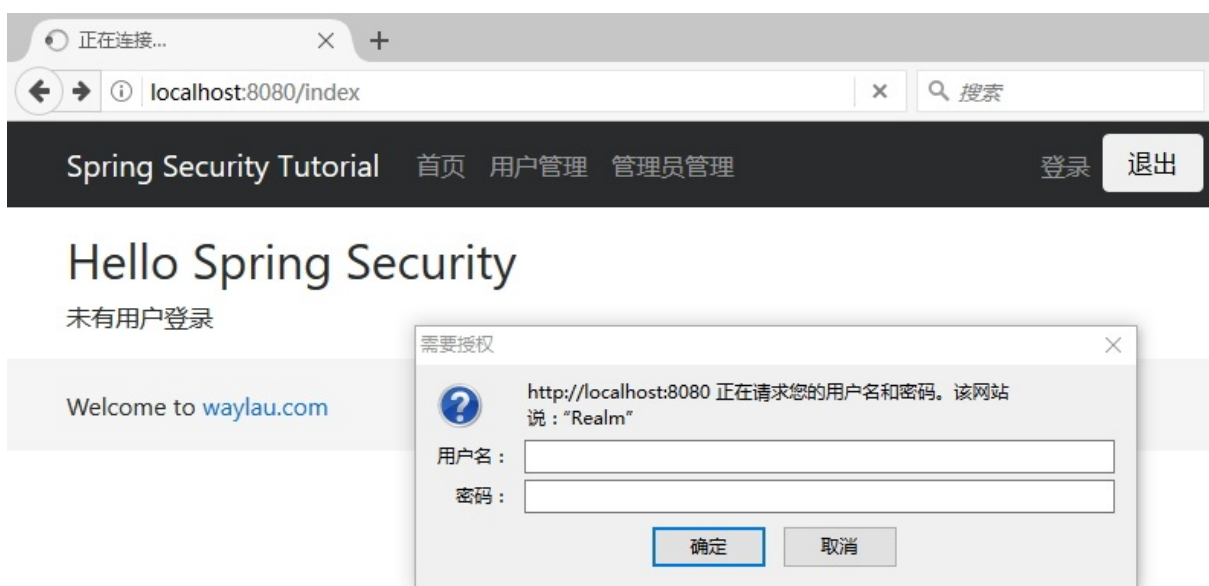 正在连接...
localhost:8080/index
搜索
Spring Security Tutorial 首页 用户管理 管理员管理 登录 退出
Hello Spring Security
未有用户登录
Welcome to waylau.com
需要授权
http://localhost:8080 正在请求您的用户名和密码。该网站
说：“Realm”
用户名：
密码：
确定 取消